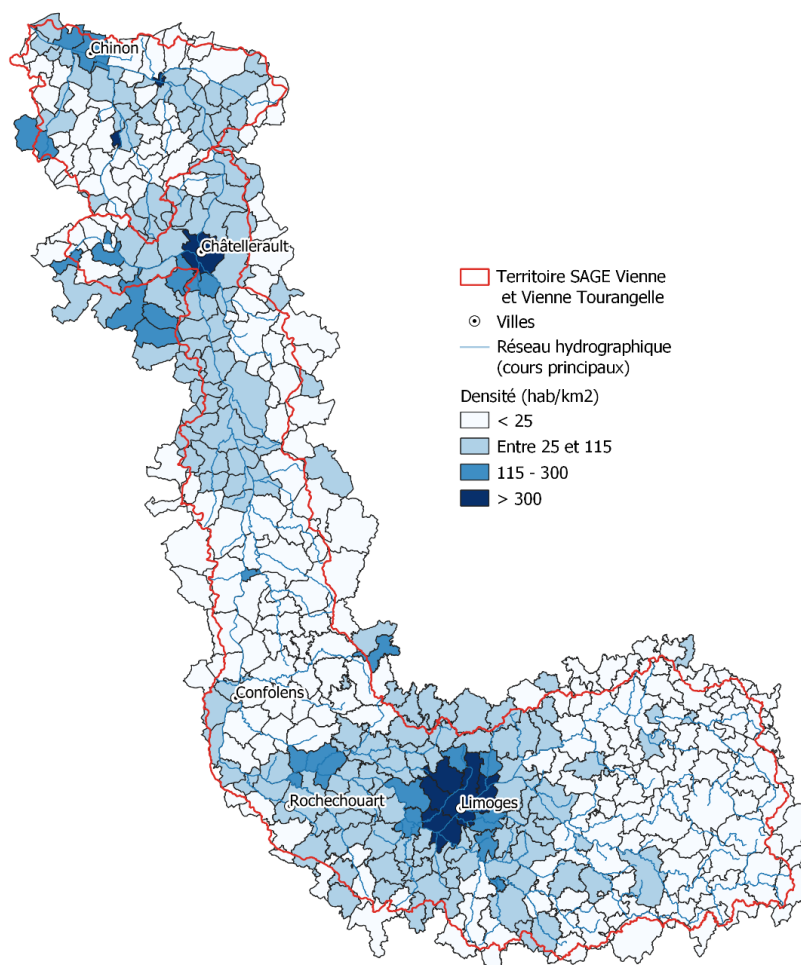 Chinon
Châtellerault
Territoire SAGE Vienne
et Vienne Tourangelle
Villes
Réseau hydrographique
(cours principaux)
Densité (hab/km2)
< 25
Entre 25 et 115
115 - 300
> 300
Confolens
Rochechouart
Limoges